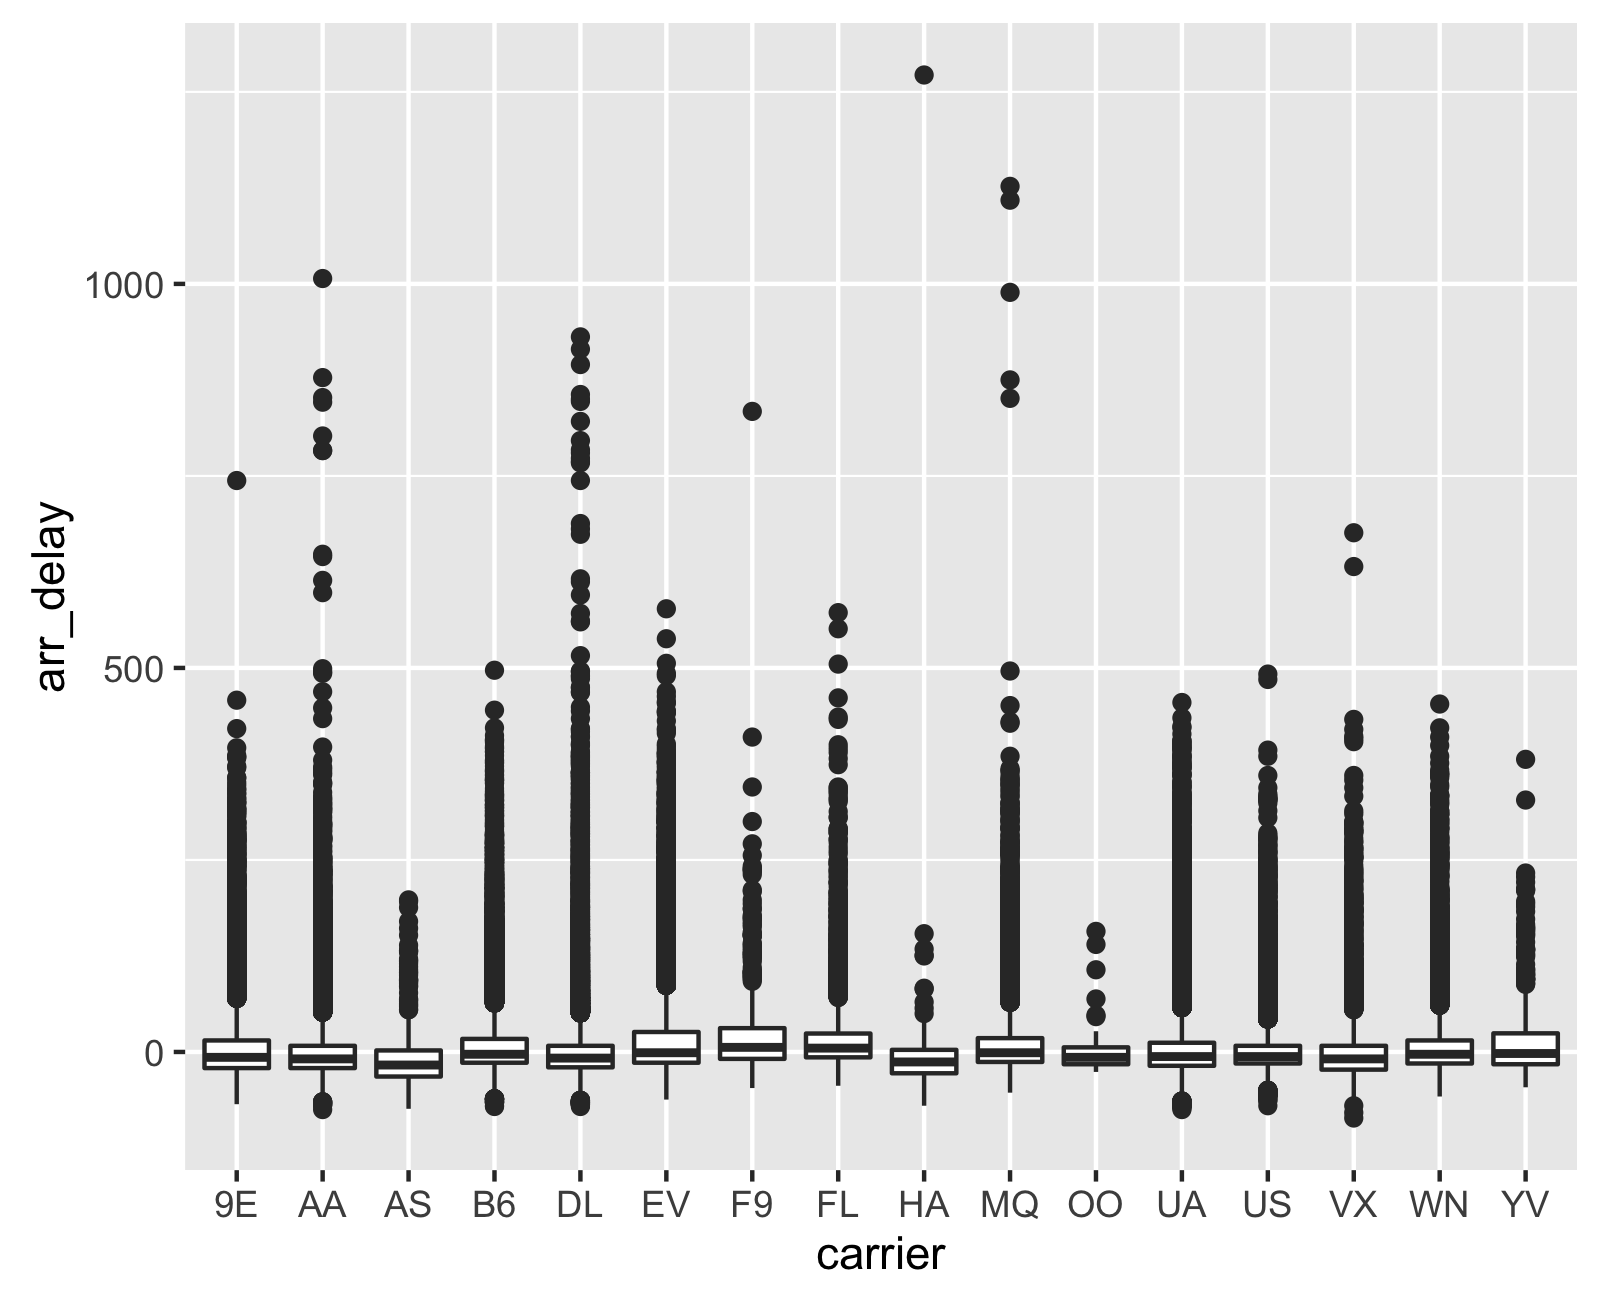 arr_delay
1000
500
0
9E AA AS B6 DL EV F9 FL HA MQ OO UA US VX WN YV
carrier